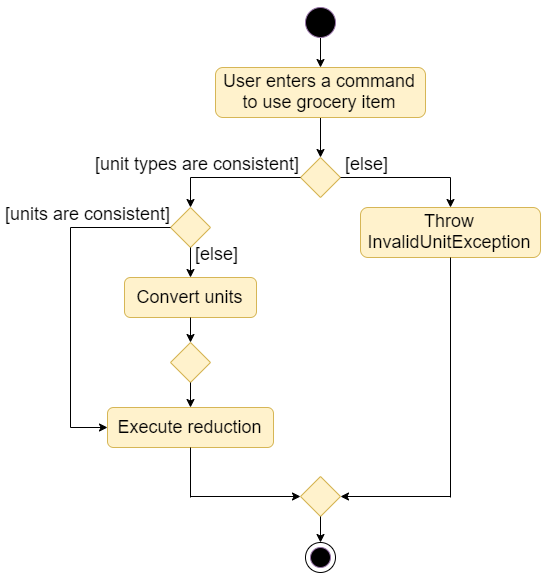 User enters a command
to use grocery item
[unit types are consistent]
[else]
[units are consistent]
[else]
Throw
InvalidUnitException
Convert units
Execute reduction